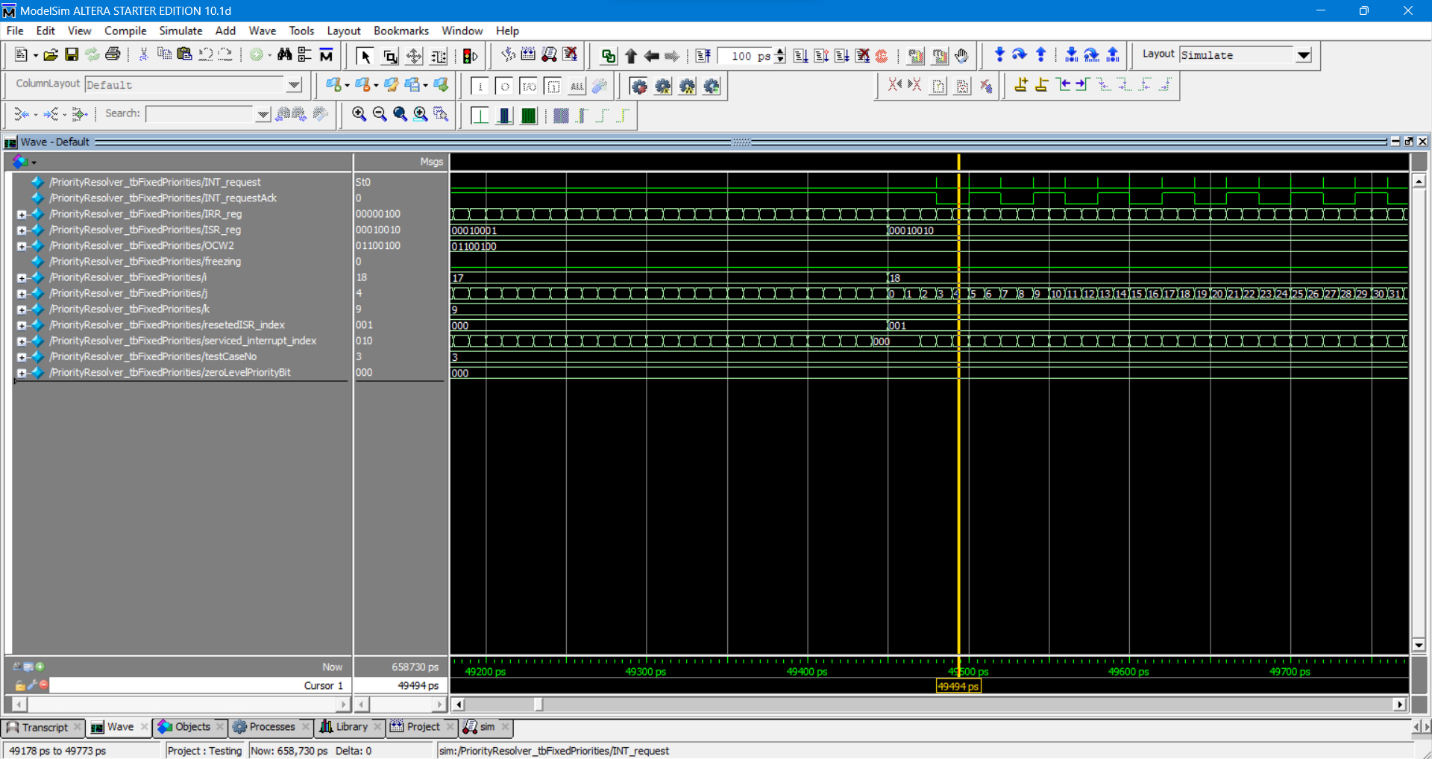 ModelSim ALTERA STARTER EDITION 10.1d
File Edit View Compile Simulate Add Wave Tools Layout Bookmarks Window Help
100 ps Layout Simulate
ColumnLayout Default ALL
Search:
Wave - Default
Msgs
/PriorityResolver_tbFixedPriorities/INT_request St0
/PriorityResolver_tbFixedPriorities/INT_requestAck 0
/PriorityResolver_tbFixedPriorities/IRR_reg 00000100
/PriorityResolver_tbFixedPriorities/ISR_reg 00010010 00010001 00010010
/PriorityResolver_tbFixedPriorities/OCW2 01100100 01100100
/PriorityResolver_tbFixedPriorities/freezing 0
/PriorityResolver_tbFixedPriorities/i 18 17 18
/PriorityResolver_tbFixedPriorities/j 4 0 1 2 3 4 5 6 7 8 9 10 11 12 13 14 15 16 17 18 19 20 21 22 23 24 25 26 27 28 29 30 31
/PriorityResolver_tbFixedPriorities/k 9 9
/PriorityResolver_tbFixedPriorities/resetedISR_index 001 000 001
/PriorityResolver_tbFixedPriorities/serviced_interrupt_index 010 000
/PriorityResolver_tbFixedPriorities/testCaseNo 3 3
/PriorityResolver_tbFixedPriorities/zeroLevelPriorityBit 000 000
Now 658730 ps 49200 ps 49300 ps 49400 ps 49500 ps 49600 ps 49700 ps
Cursor 1 49494 ps 49494 ps
Transcript Wave Objects Processes Library Project sim
49178 ps to 49773 ps Project : Testing Now: 658,730 ps Delta: 0 sim:/PriorityResolver_tbFixedPriorities/INT_request